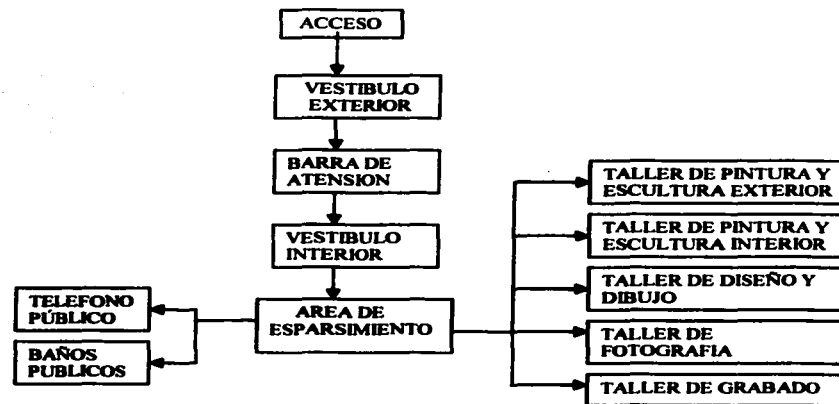 ACCESO
VESTIBULO
EXTERIOR
BARRA DE
ATENSION
VESTIBULO
INTERIOR
AREA DE
ESPARSIMIENTO
TELEFONO
PÚBLICO
BAÑOS
PUBLICOS
TALLER DE PINTURA Y
ESCULTURA EXTERIOR
TALLER DE PINTURA Y
ESCULTURA INTERIOR
TALLER DE DISEÑO Y
DIBUJO
TALLER DE
FOTOGRAFIA
TALLER DE GRABADO